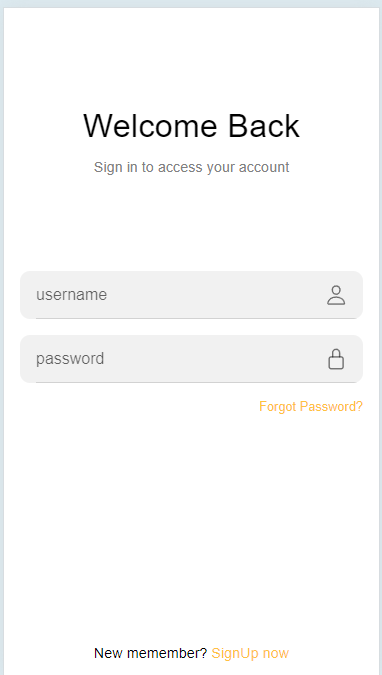 Welcome Back
Sign in to access your account
username
password
Forgot Password?
New memember? SignUp now